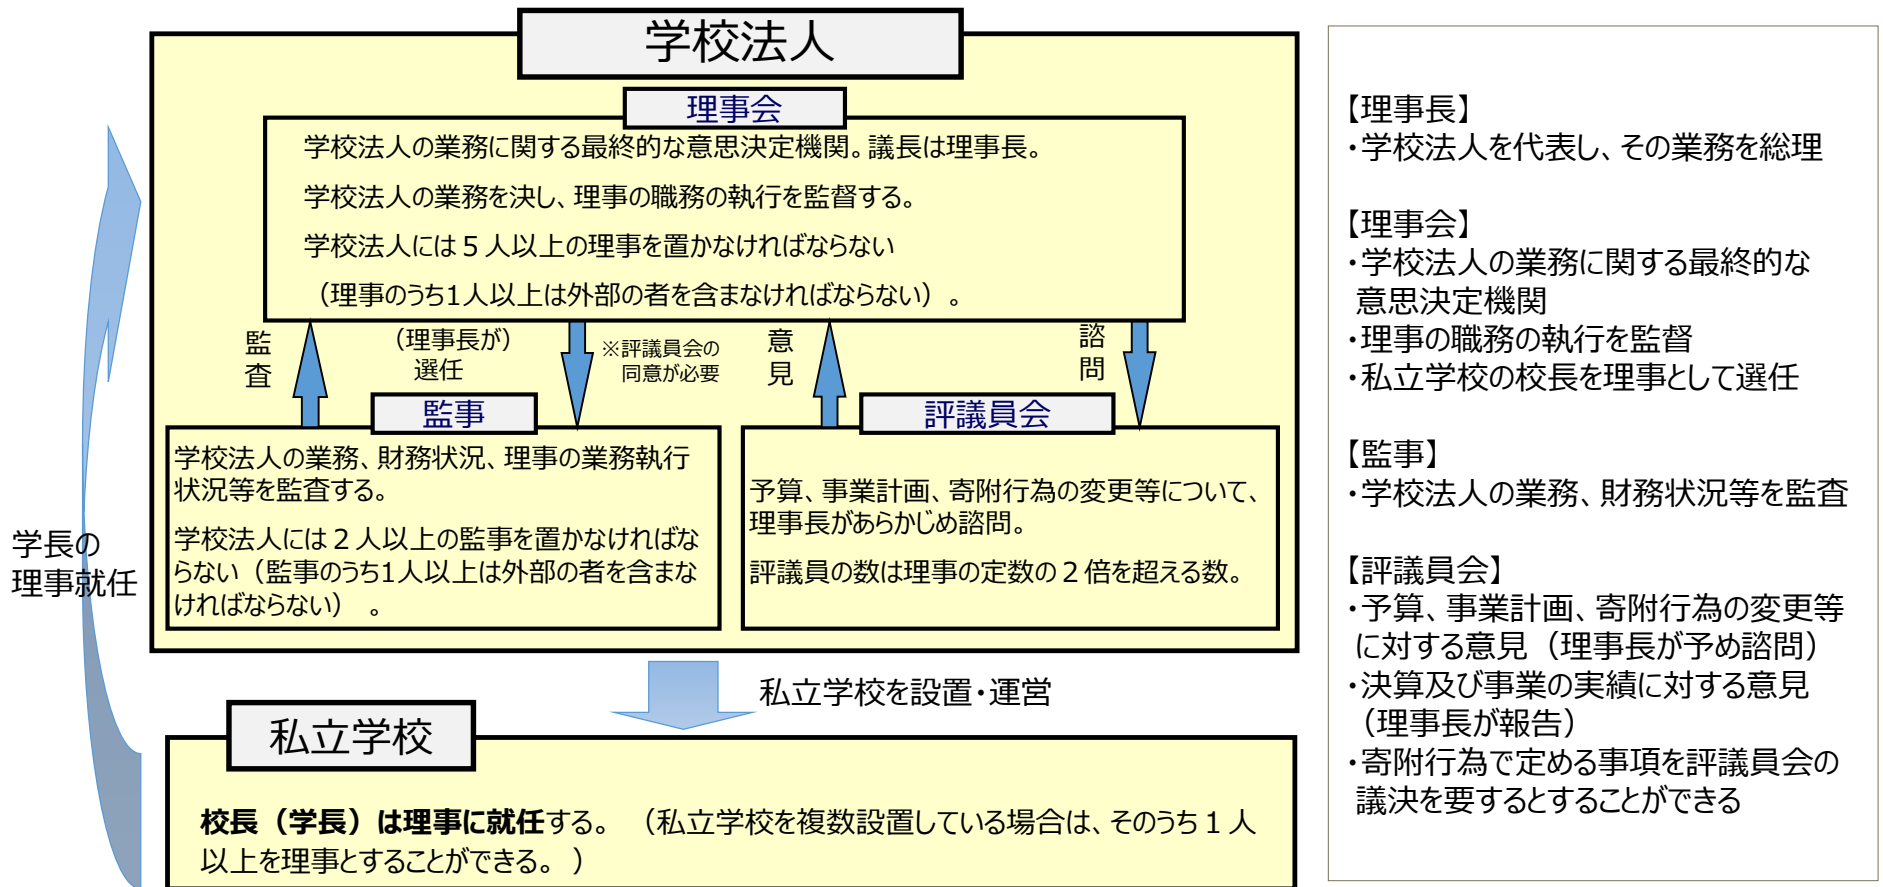 学校法人
理事会
学校法人の業務に関する最終的な意思決定機関。議長は理事長。
学校法人の業務を決し、理事の職務の執行を監督する。
学校法人には５人以上の理事を置かなければならない
（理事のうち1人以上は外部の者を含まなければならない）。
監査
（理事長が）
選任
※評議員会の
同意が必要
意見
諮問
監事
学校法人の業務、財務状況、理事の業務執行
状況等を監査する。
学校法人には２人以上の監事を置かなければな
らない（監事のうち1人以上は外部の者を含まな
ければならない） 。
評議員会
予算、事業計画、寄附行為の変更等について、
理事長があらかじめ諮問。
評議員の数は理事の定数の２倍を超える数。
学長の
理事就任
私立学校を設置・運営
私立学校
校長（学長）は理事に就任する。 （私立学校を複数設置している場合は、そのうち１人
以上を理事とすることができる。）
【理事長】
・学校法人を代表し、その業務を総理
【理事会】
・学校法人の業務に関する最終的な
意思決定機関
・理事の職務の執行を監督
・私立学校の校長を理事として選任
【監事】
・学校法人の業務、財務状況等を監査
【評議員会】
・予算、事業計画、寄附行為の変更等
に対する意見（理事長が予め諮問）
・決算及び事業の実績に対する意見
（理事長が報告）
・寄附行為で定める事項を評議員会の
議決を要するとすることができる